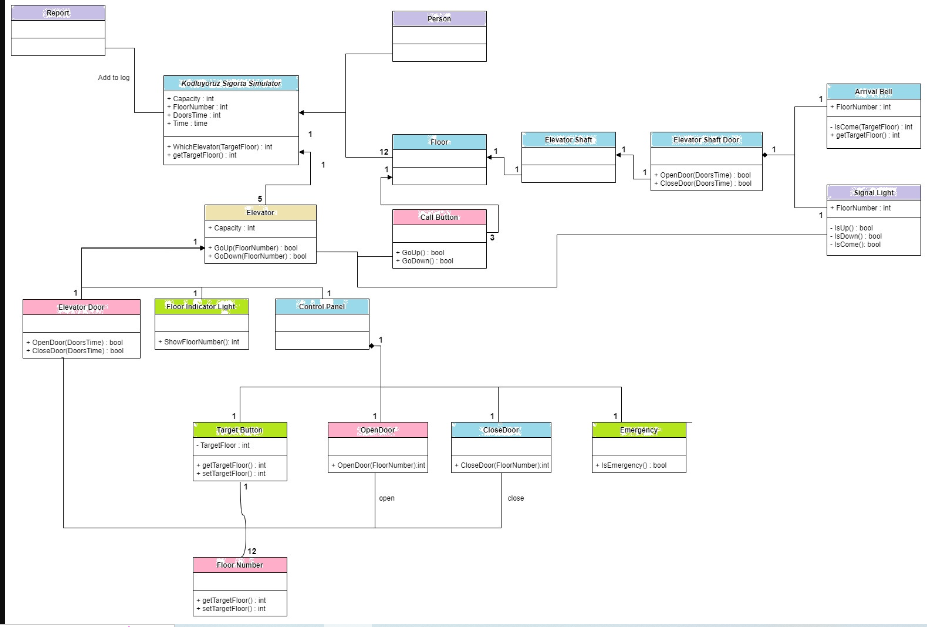 Report
Person
Add to log
Kodluyoruz Sigorta Simulator
+ Capacity : int
+ FloorNumber : int
+ DoorsTime : int
+ Time : time
+ WhichElevator(TargetFloor) : int
+ getTargetFloor() : int
1
1
5
12
Floor
1
1
Elevator Shaft
1
1
Elevator Shaft Door
+ OpenDoor(DoorsTime) : bool
+ CloseDoor(DoorsTime) : bool
1
1
Arrival Bell
+ FloorNumber : int
- IsCome(TargetFloor) : int
+ getTargetFloor() : int
1
Signal Light
+ FloorNumber : int
- IsUp() : bool
- IsDown() : bool
- IsCome(): bool
1
Call Button
+ GoUp() : bool
+ GoDown() : bool
3
Elevator
+ Capacity : int
+ GoUp(FloorNumber) : bool
+ GoDown(FloorNumber) : bool
1
1
1
1
Elevator Door
+ OpenDoor(DoorsTime) : bool
+ CloseDoor(DoorsTime) : bool
Floor Indicator Light
+ ShowFloorNumber(): int
Control Panel
1
1
1
1
1
Target Button
- TargetFloor : int
+ getTargetFloor() : int
+ setTargetFloor() : int
OpenDoor
+ OpenDoor(FloorNumber):int
CloseDoor
+ CloseDoor(FloorNumber):int
Emergency
+ IsEmergency() : bool
1
open
close
12
Floor Number
+ getTargetFloor() : int
+ setTargetFloor() : int